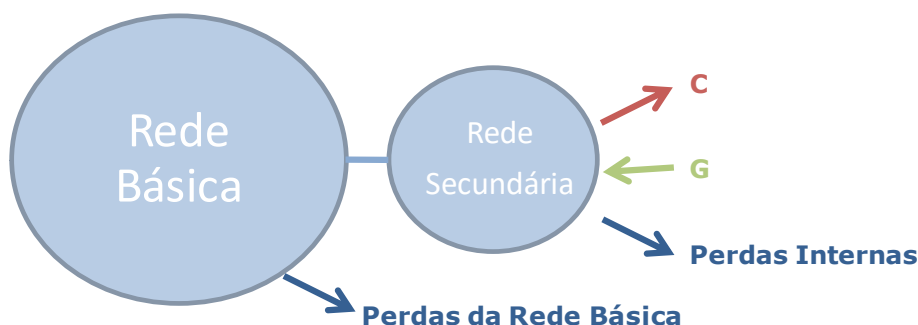 Rede
Básica
Rede
Secundária
C
G
Perdas Internas
Perdas da Rede Básica